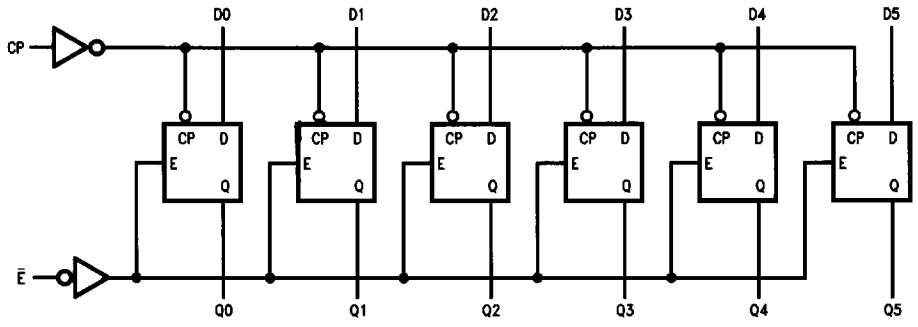 D0 D1 D2 D3 D4 D5
CP
CP D CP D CP D CP D CP D CP D
E E E E E E
Q Q Q Q Q Q
E̅
Q0 Q1 Q2 Q3 Q4 Q5